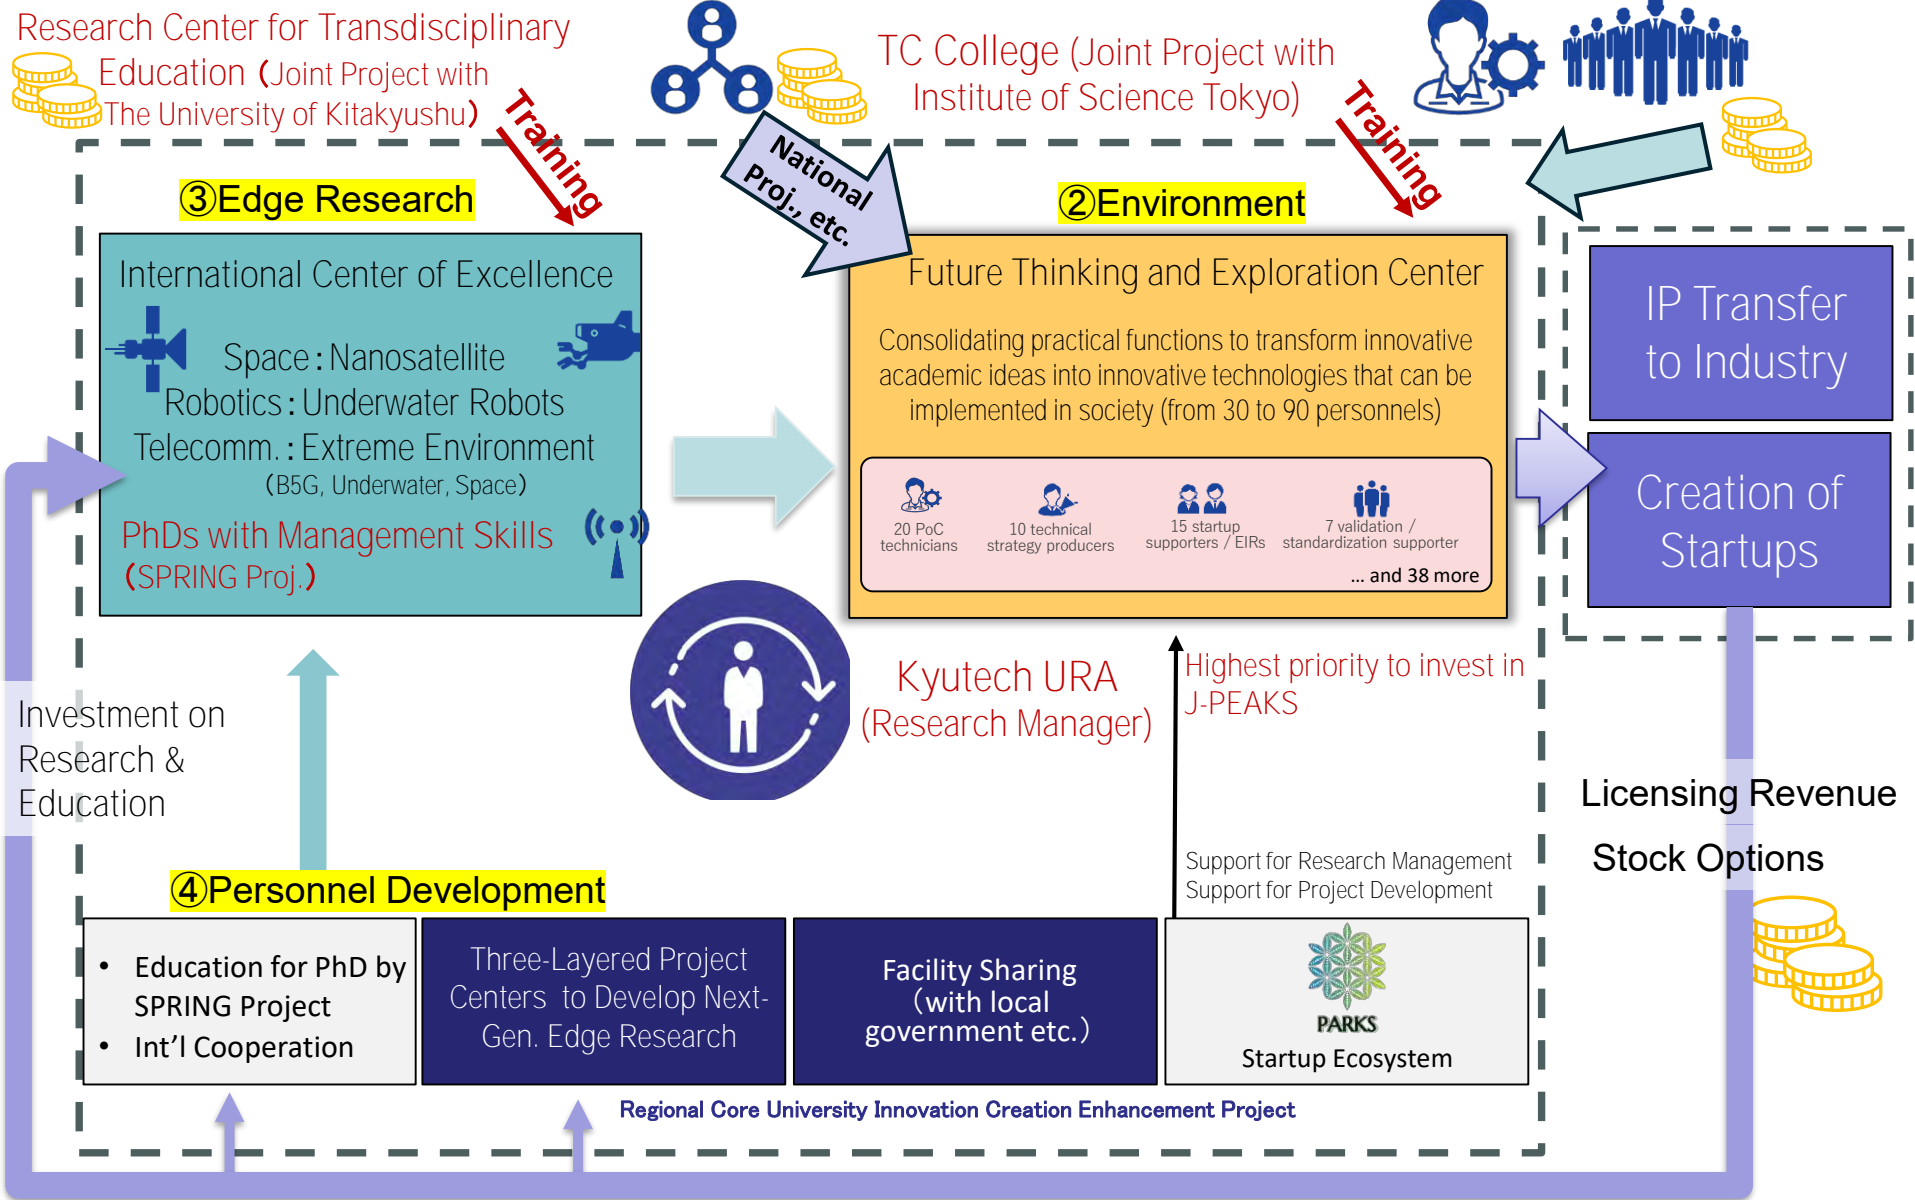 Research Center for Transdisciplinary
Education (Joint Project with
The University of Kitakyushu)
Training
TC College (Joint Project with
Institute of Science Tokyo)
Training
National
Proj., etc.
③Edge Research
②Environment
International Center of Excellence
Space : Nanosatellite
Robotics : Underwater Robots
Telecomm. : Extreme Environment
(B5G, Underwater, Space)
PhDs with Management Skills
(SPRING Proj.)
Future Thinking and Exploration Center
Consolidating practical functions to transform innovative
academic ideas into innovative technologies that can be
implemented in society (from 30 to 90 personnels)
20 PoC
technicians
10 technical
strategy producers
15 startup
supporters / EIRs
7 validation /
standardization supporter
... and 38 more
IP Transfer
to Industry
Creation of
Startups
Kyutech URA
(Research Manager)
Highest priority to invest in
J-PEAKS
Investment on
Research &
Education
Licensing Revenue
Stock Options
Support for Research Management
Support for Project Development
④Personnel Development
• Education for PhD by
SPRING Project
• Int'l Cooperation
Three-Layered Project
Centers to Develop Next-
Gen. Edge Research
Facility Sharing
(with local
government etc.)
PARKS
Startup Ecosystem
Regional Core University Innovation Creation Enhancement Project